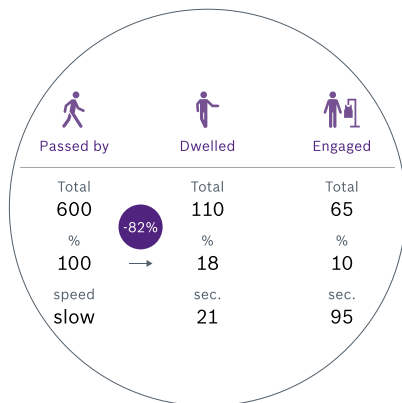 Passed by Dwelled Engaged
Total Total Total
600 110 65
-82%
% % %
100 18 10
speed sec. sec.
slow 21 95